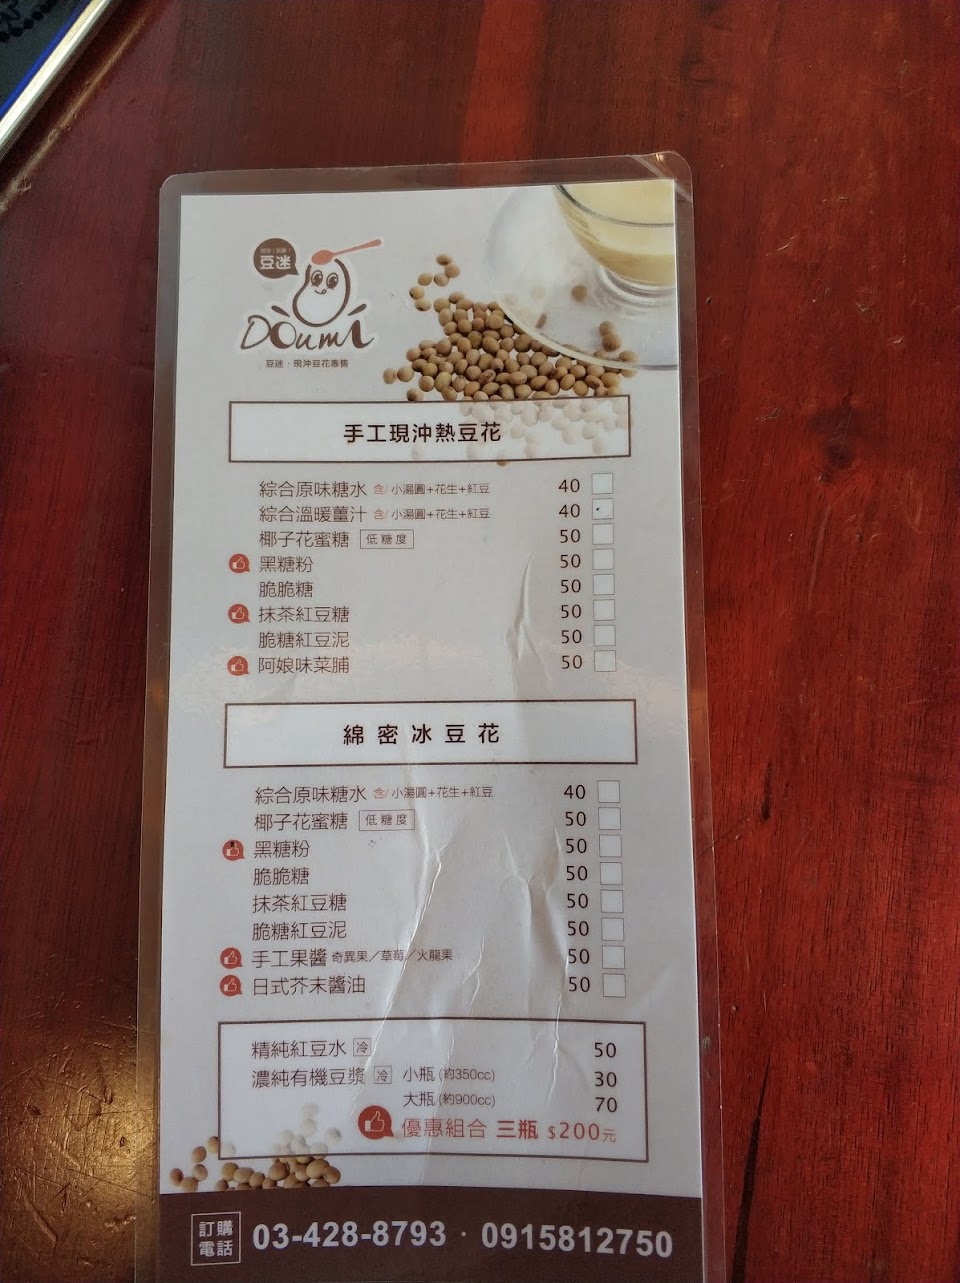 豆迷
DOumi
豆迷・現沖豆花專售
手工現沖熱豆花
綜合原味糖水 含/小湯圓+花生+紅豆 40
綜合溫暖薑汁 含/小湯圓+花生+紅豆 40
椰子花蜜糖 低糖度 50
黑糖粉 50
脆脆糖 50
抹茶紅豆糖 50
脆糖紅豆泥 50
阿娘味菜脯 50
綿密冰豆花
綜合原味糖水 含/小湯圓+花生+紅豆 40
椰子花蜜糖 低糖度 50
黑糖粉 50
脆脆糖 50
抹茶紅豆糖 50
脆糖紅豆泥 50
手工果醬 奇異果／草莓／火龍果 50
日式芥末醬油 50
精純紅豆水 冷 50
濃純有機豆漿 冷 小瓶(約350cc) 30
大瓶(約900cc) 70
優惠組合 三瓶 $200元
訂購電話 03-428-8793・0915812750